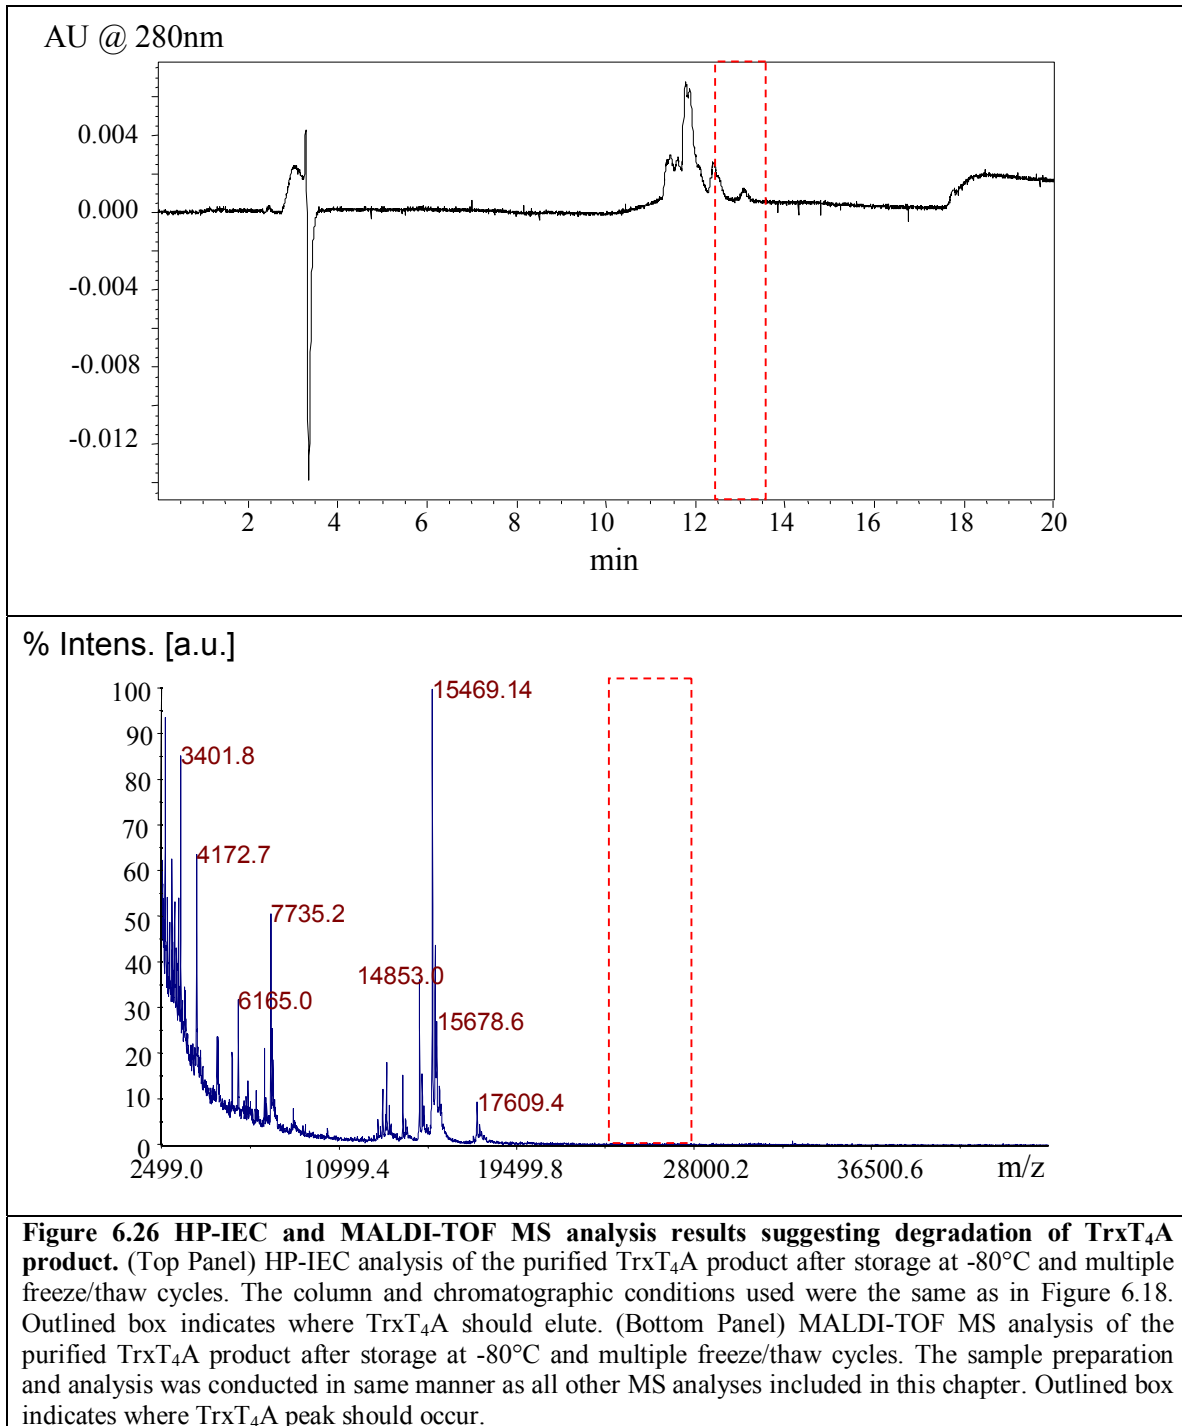 AU @ 280nm
0.004
0.000
-0.004
-0.008
-0.012
2 4 6 8 10 12 14 16 18 20
min
% Intens. [a.u.]
100
90
80
70
60
50
40
30
20
10
0
15469.14
3401.8
4172.7
7735.2
14853.0
6165.0
15678.6
17609.4
2499.0 10999.4 19499.8 28000.2 36500.6 m/z
Figure 6.26 HP-IEC and MALDI-TOF MS analysis results suggesting degradation of TrxT₄A
product. (Top Panel) HP-IEC analysis of the purified TrxT₄A product after storage at -80°C and multiple
freeze/thaw cycles. The column and chromatographic conditions used were the same as in Figure 6.18.
Outlined box indicates where TrxT₄A should elute. (Bottom Panel) MALDI-TOF MS analysis of the
purified TrxT₄A product after storage at -80°C and multiple freeze/thaw cycles. The sample preparation
and analysis was conducted in same manner as all other MS analyses included in this chapter. Outlined box
indicates where TrxT₄A peak should occur.